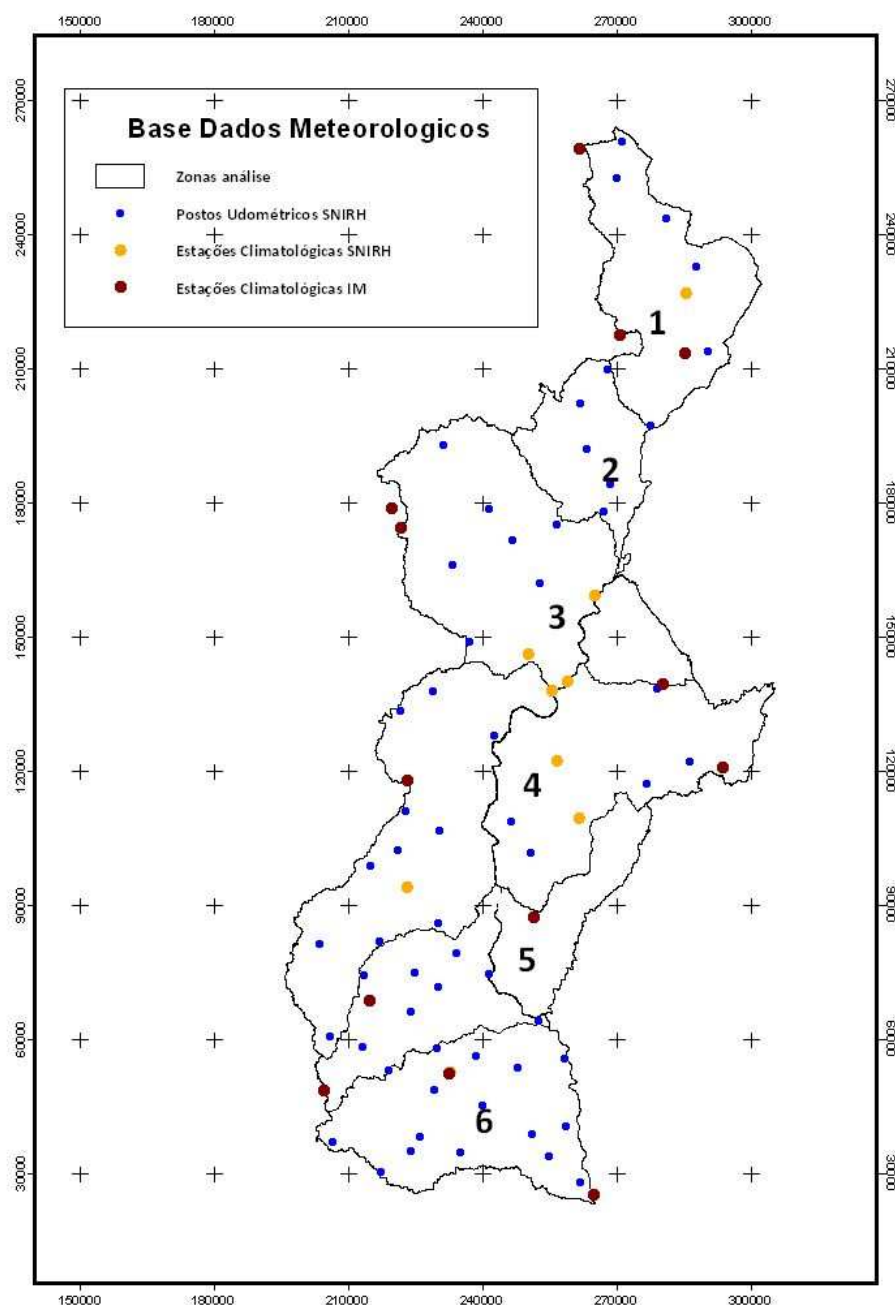 150000 180000 210000 240000 270000 300000
Base Dados Meteorologicos
Zonas análise
Postos Udométricos SNIRH
Estações Climatológicas SNIRH
Estações Climatológicas IM
270000 270000
240000 240000
1
210000 210000
2
180000 180000
3
150000 150000
4
120000 120000
90000 90000
5
60000 60000
6
30000 30000
150000 180000 210000 240000 270000 300000